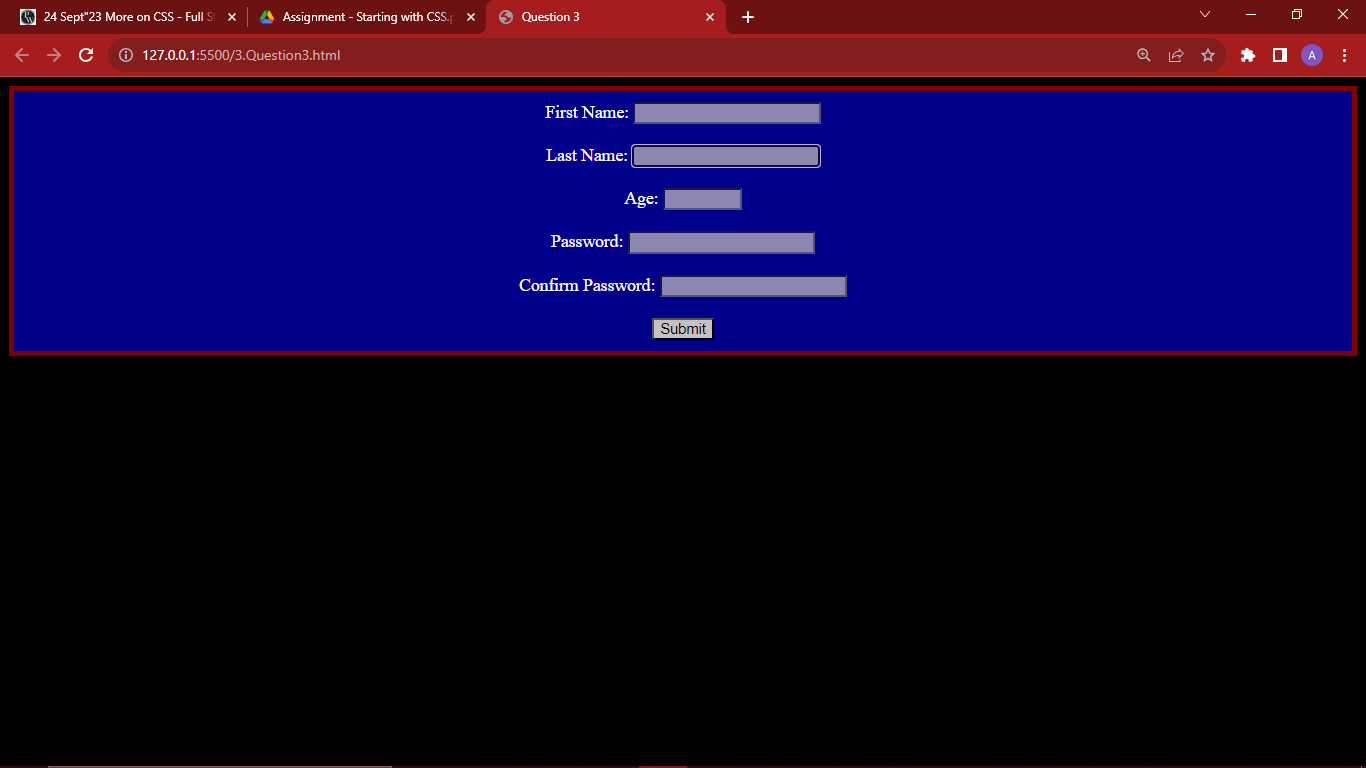 24 Sept"23 More on CSS - Full S
Assignment - Starting with CSS.p
Question 3
127.0.0.1:5500/3.Question3.html
A
First Name:
Last Name:
Age:
Password:
Confirm Password:
Submit